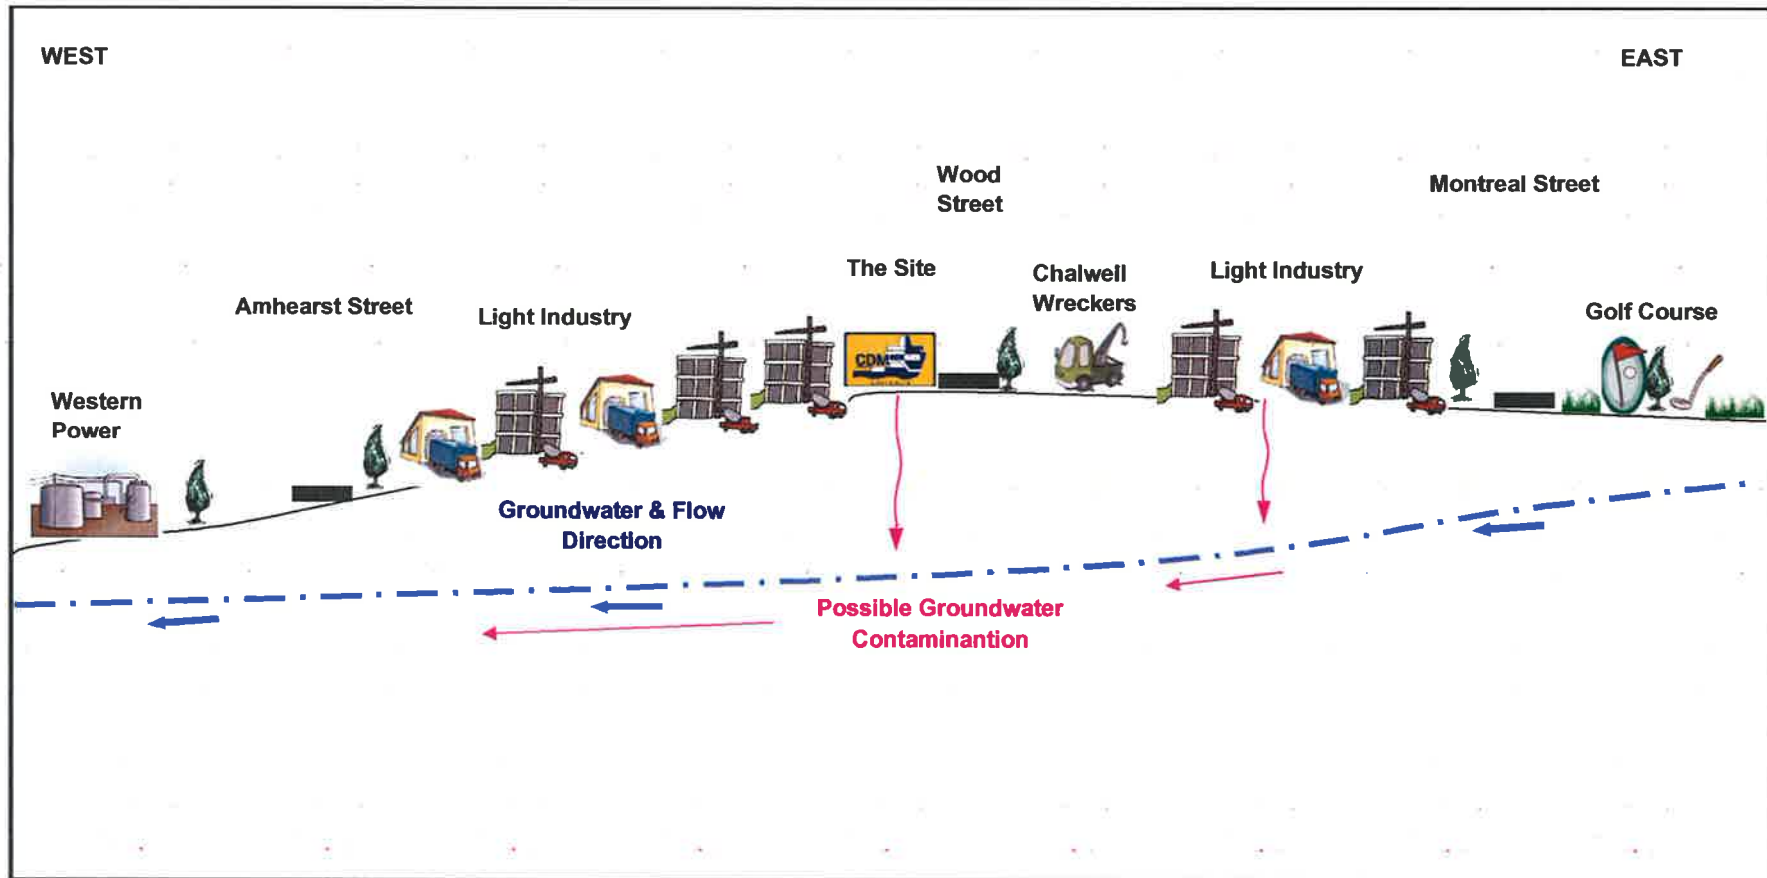 WEST
EAST
Wood
Street
Montreal Street
The Site
Chalwell
Wreckers
Light Industry
Amhearst Street
Light Industry
Golf Course
CDM
Western
Power
Groundwater & Flow
Direction
Possible Groundwater
Contaminantion